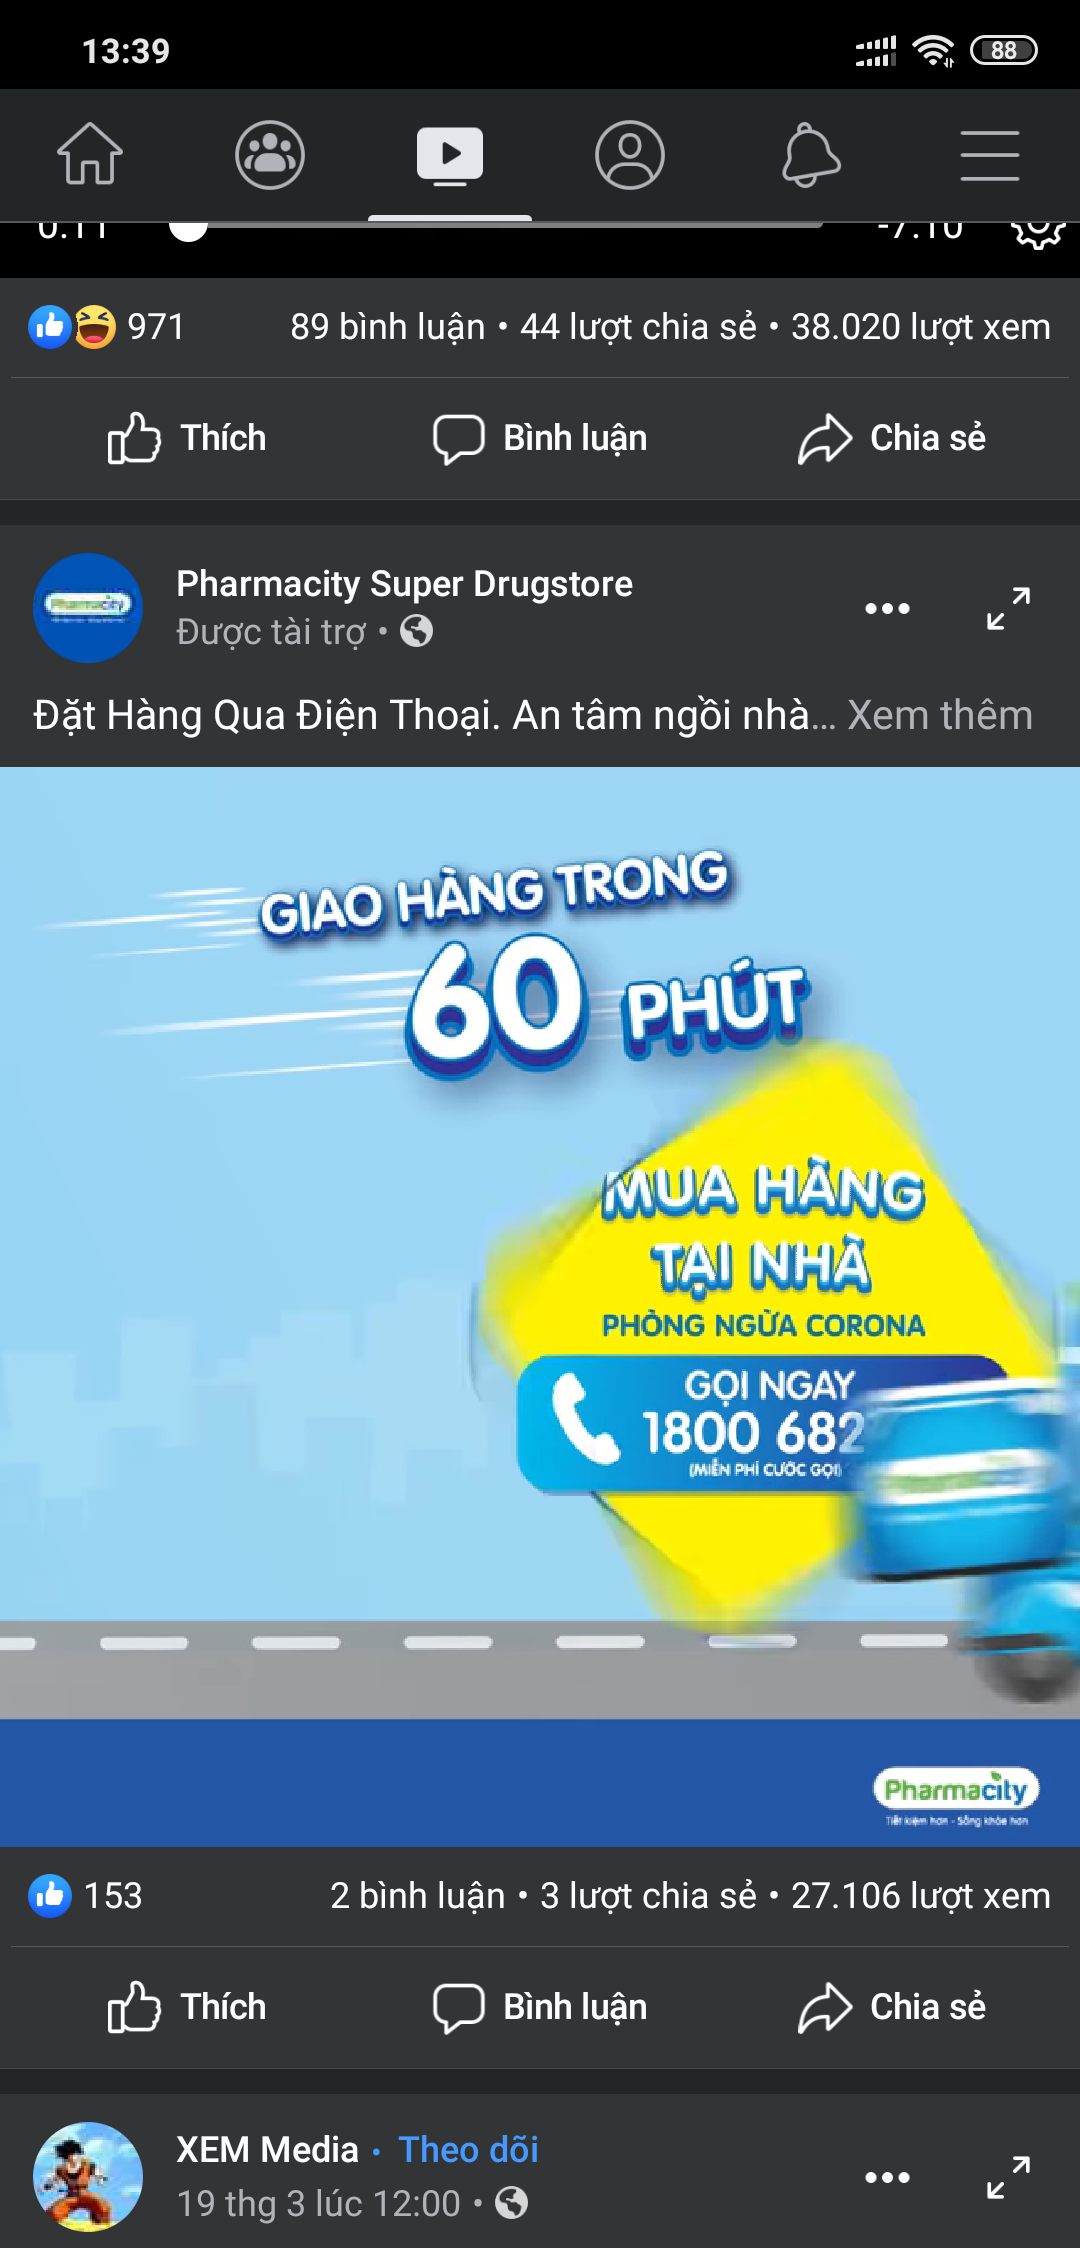 13:39
88
0:11
-7:10
971
89 bình luận • 44 lượt chia sẻ • 38.020 lượt xem
Thích
Bình luận
Chia sẻ
Pharmacity Super Drugstore
Được tài trợ •
Đặt Hàng Qua Điện Thoại. An tâm ngồi nhà... Xem thêm
GIAO HÀNG TRONG
60 PHÚT
MUA HÀNG
TẠI NHÀ
PHÒNG NGỪA CORONA
GỌI NGAY
1800 682
(MIỄN PHÍ CƯỚC GỌI)
Pharmacity
Tiết kiệm hơn - Sống khỏe hơn
153
2 bình luận • 3 lượt chia sẻ • 27.106 lượt xem
Thích
Bình luận
Chia sẻ
XEM Media • Theo dõi
19 thg 3 lúc 12:00 •